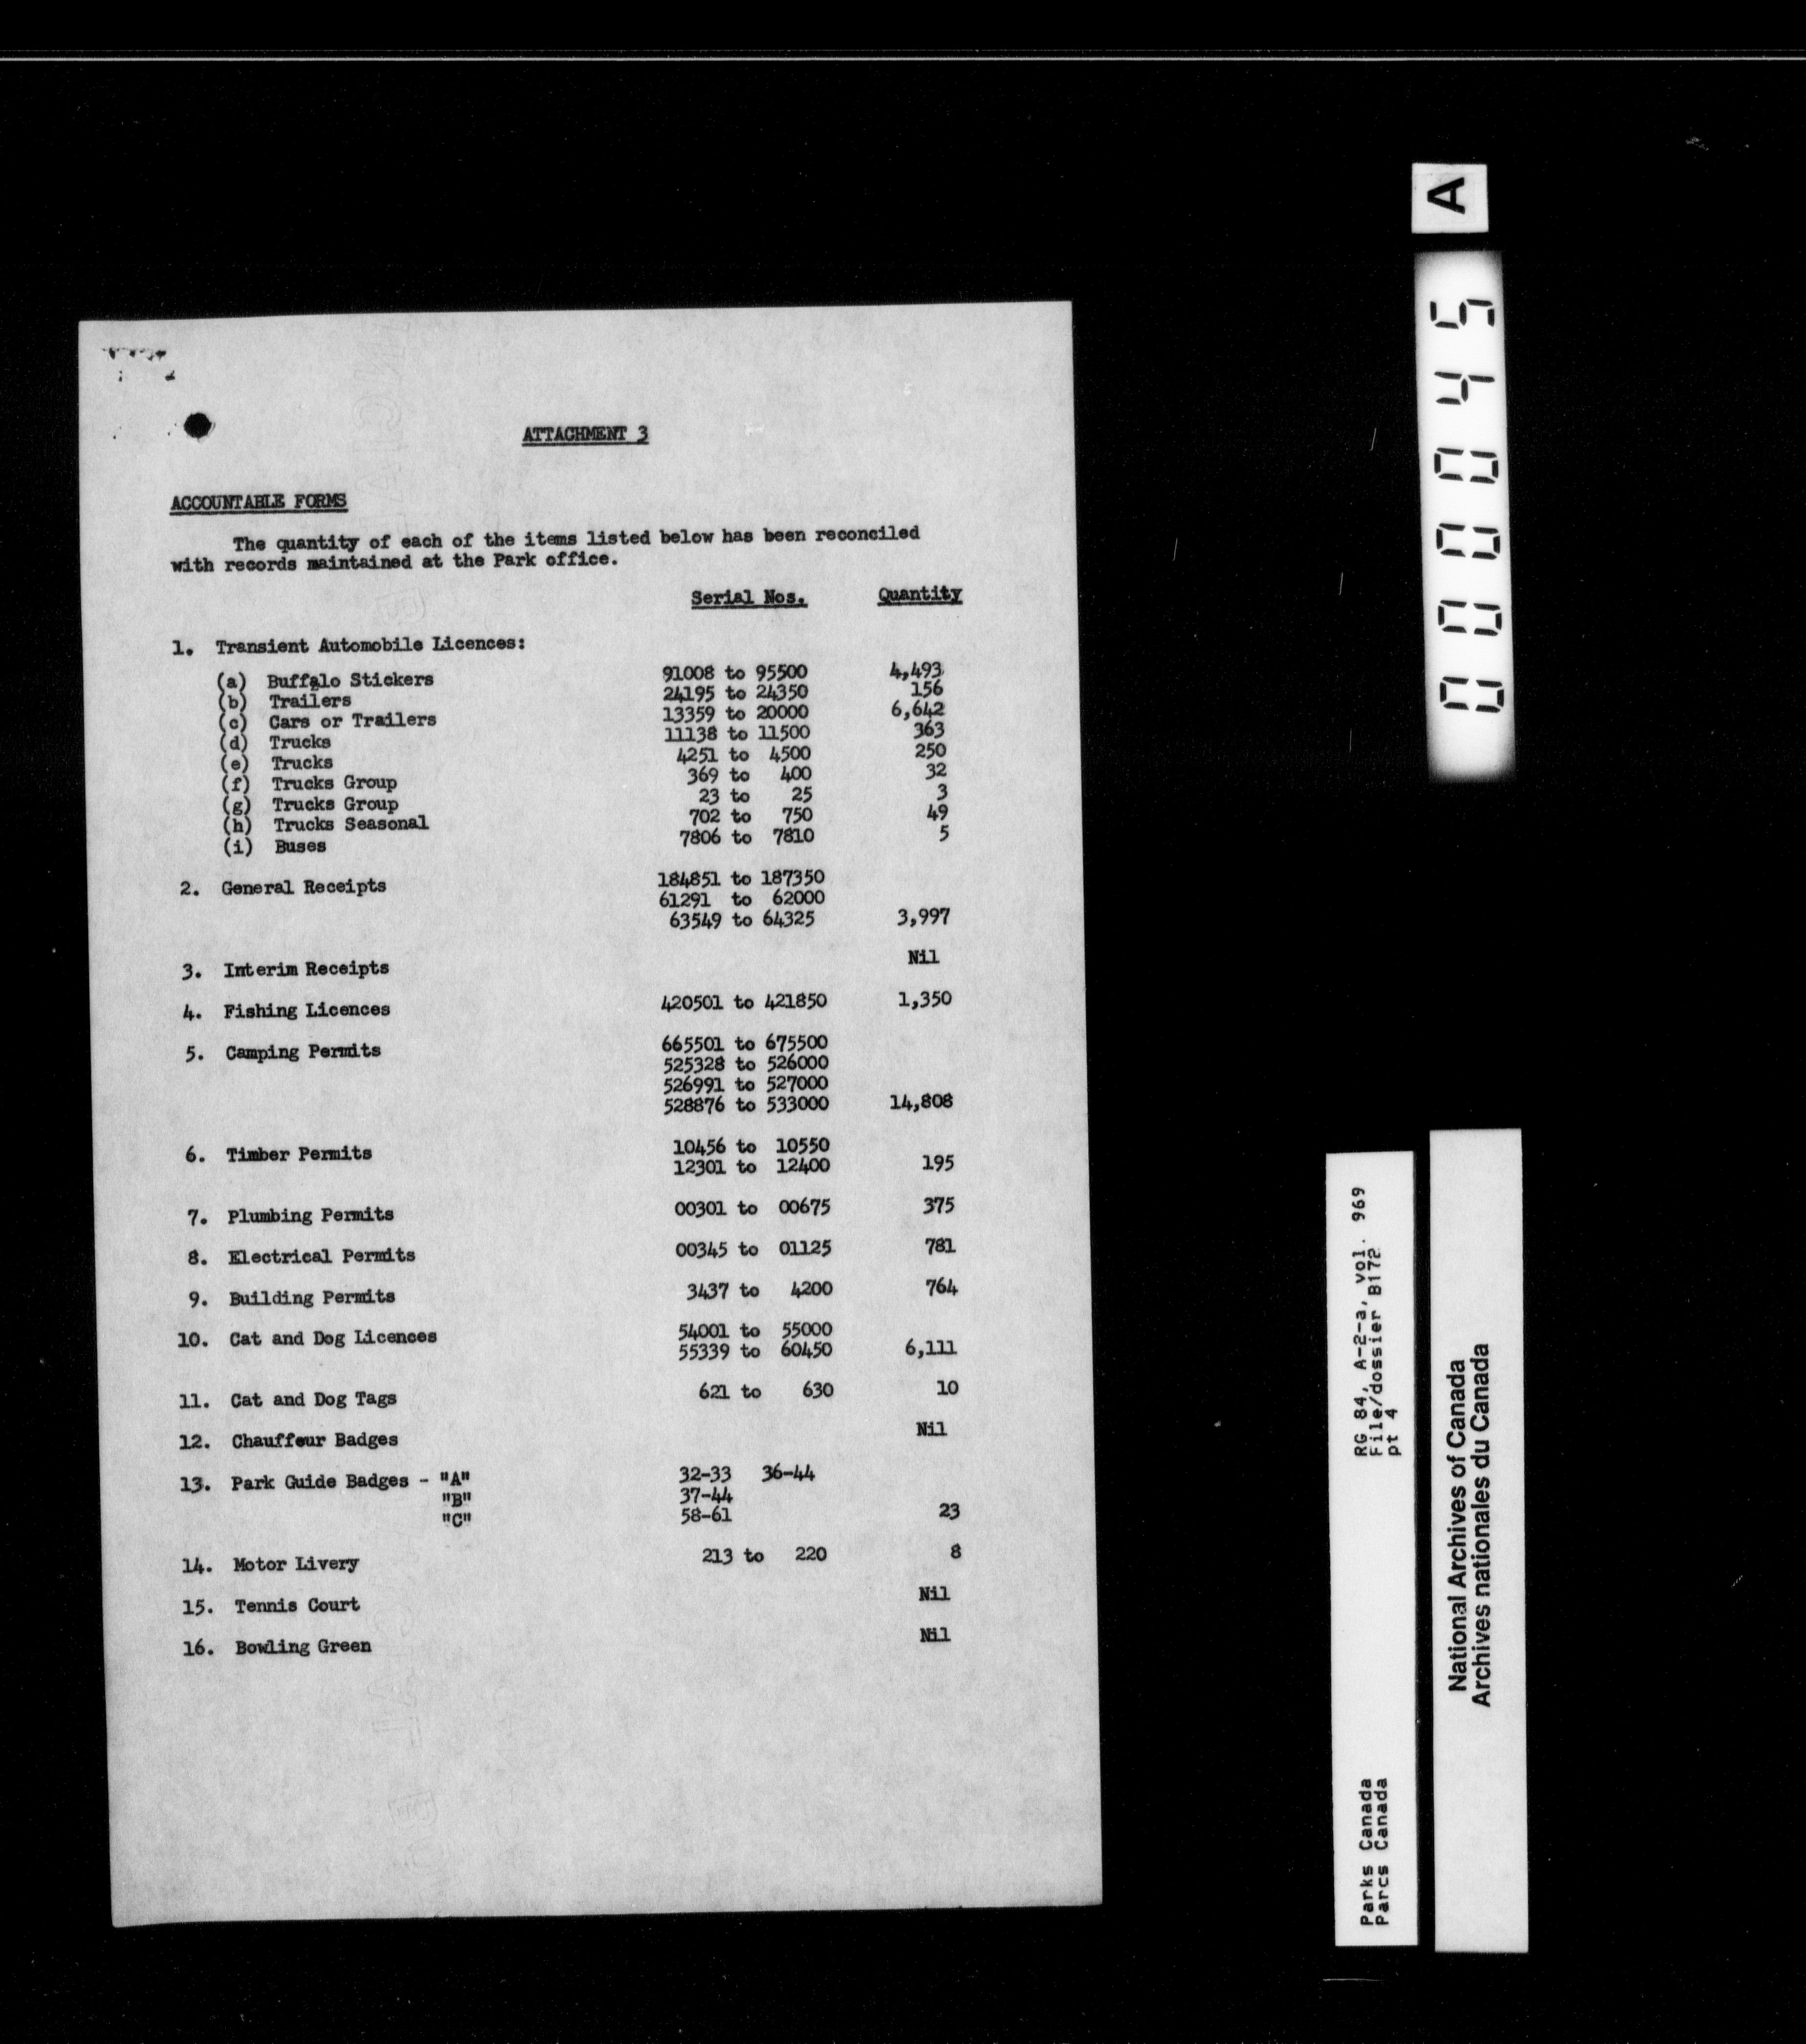 ATTACHMENT 3
ACCOUNTABLE FORMS
The quantity of each of the items listed below has been reconciled
with records maintained at the Park office.
Serial Nos. Quantity
1. Transient Automobile Licences:
(a) Buffalo Stickers 91008 to 95500 4,493
(b) Trailers 24195 to 24350 156
(c) Cars or Trailers 13359 to 20000 6,642
(d) Trucks 11138 to 11500 363
(e) Trucks 4251 to 4500 250
(f) Trucks Group 369 to 400 32
(g) Trucks Group 23 to 25 3
(h) Trucks Seasonal 702 to 750 49
(i) Buses 7806 to 7810 5
2. General Receipts 184851 to 187350
61291 to 62000
63549 to 64325 3,997
3. Interim Receipts Nil
4. Fishing Licences 420501 to 421850 1,350
5. Camping Permits 665501 to 675500
525328 to 526000
526991 to 527000
528876 to 533000 14,808
6. Timber Permits 10456 to 10550
12301 to 12400 195
7. Plumbing Permits 00301 to 00675 375
8. Electrical Permits 00345 to 01125 781
9. Building Permits 3437 to 4200 764
10. Cat and Dog Licences 54001 to 55000
55339 to 60450 6,111
11. Cat and Dog Tags 621 to 630 10
12. Chauffeur Badges Nil
13. Park Guide Badges - "A" 32-33 36-44
"B" 37-44
"C" 58-61 23
14. Motor Livery 213 to 220 8
15. Tennis Court Nil
16. Bowling Green Nil
A
000045
RG 84, A-2-a, vol. 969
File/dossier B172
pt 4
Parks Canada
Parcs Canada
National Archives of Canada
Archives nationales du Canada